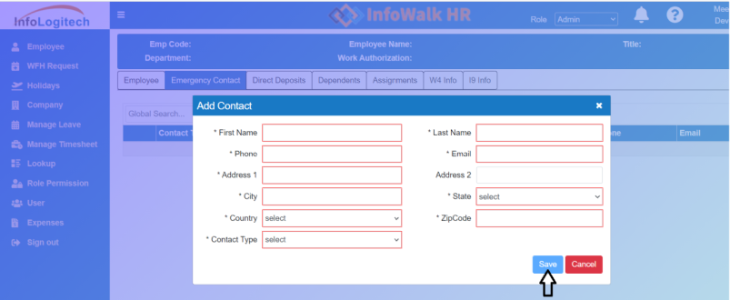 InfoLogitech
InfoWalk HR
Role Admin
Mee
Dev
Employee
WFH Request
Holidays
Company
Manage Leave
Manage Timesheet
Lookup
Role Permission
User
Expenses
Sign out
Emp Code: Employee Name: Title:
Department: Work Authorization:
Employee Emergency Contact Direct Deposits Dependents Assignments W4 Info I9 Info
Global Search...
Contact T
ne Email
Add Contact ×
* First Name * Last Name
* Phone * Email
* Address 1 Address 2
* City * State select
* Country select * ZipCode
* Contact Type select
Save Cancel